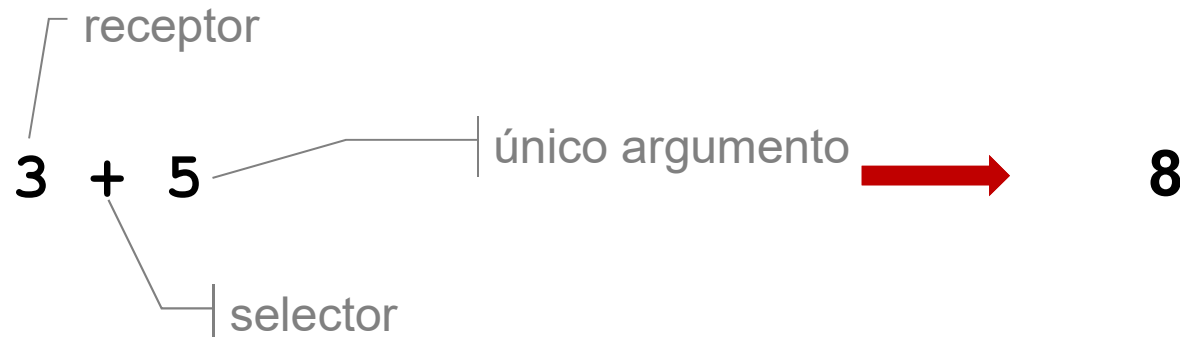 receptor
único argumento
3 + 5
8
selector